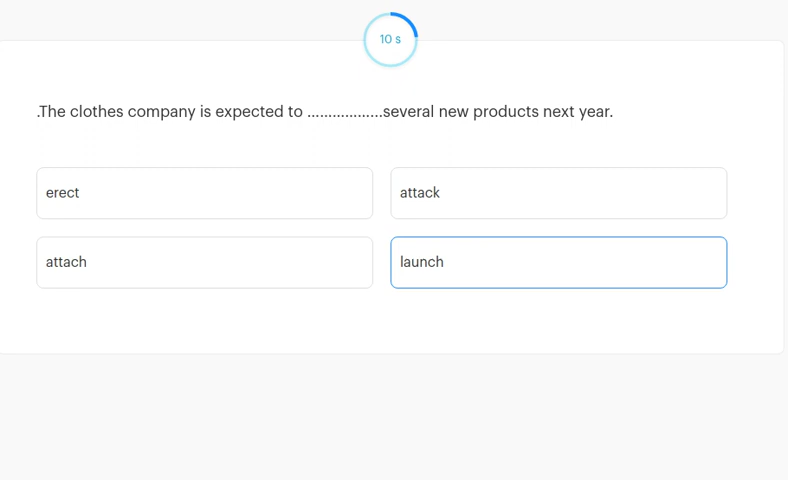 10 s
.The clothes company is expected to ..................several new products next year.
erect
attack
attach
launch